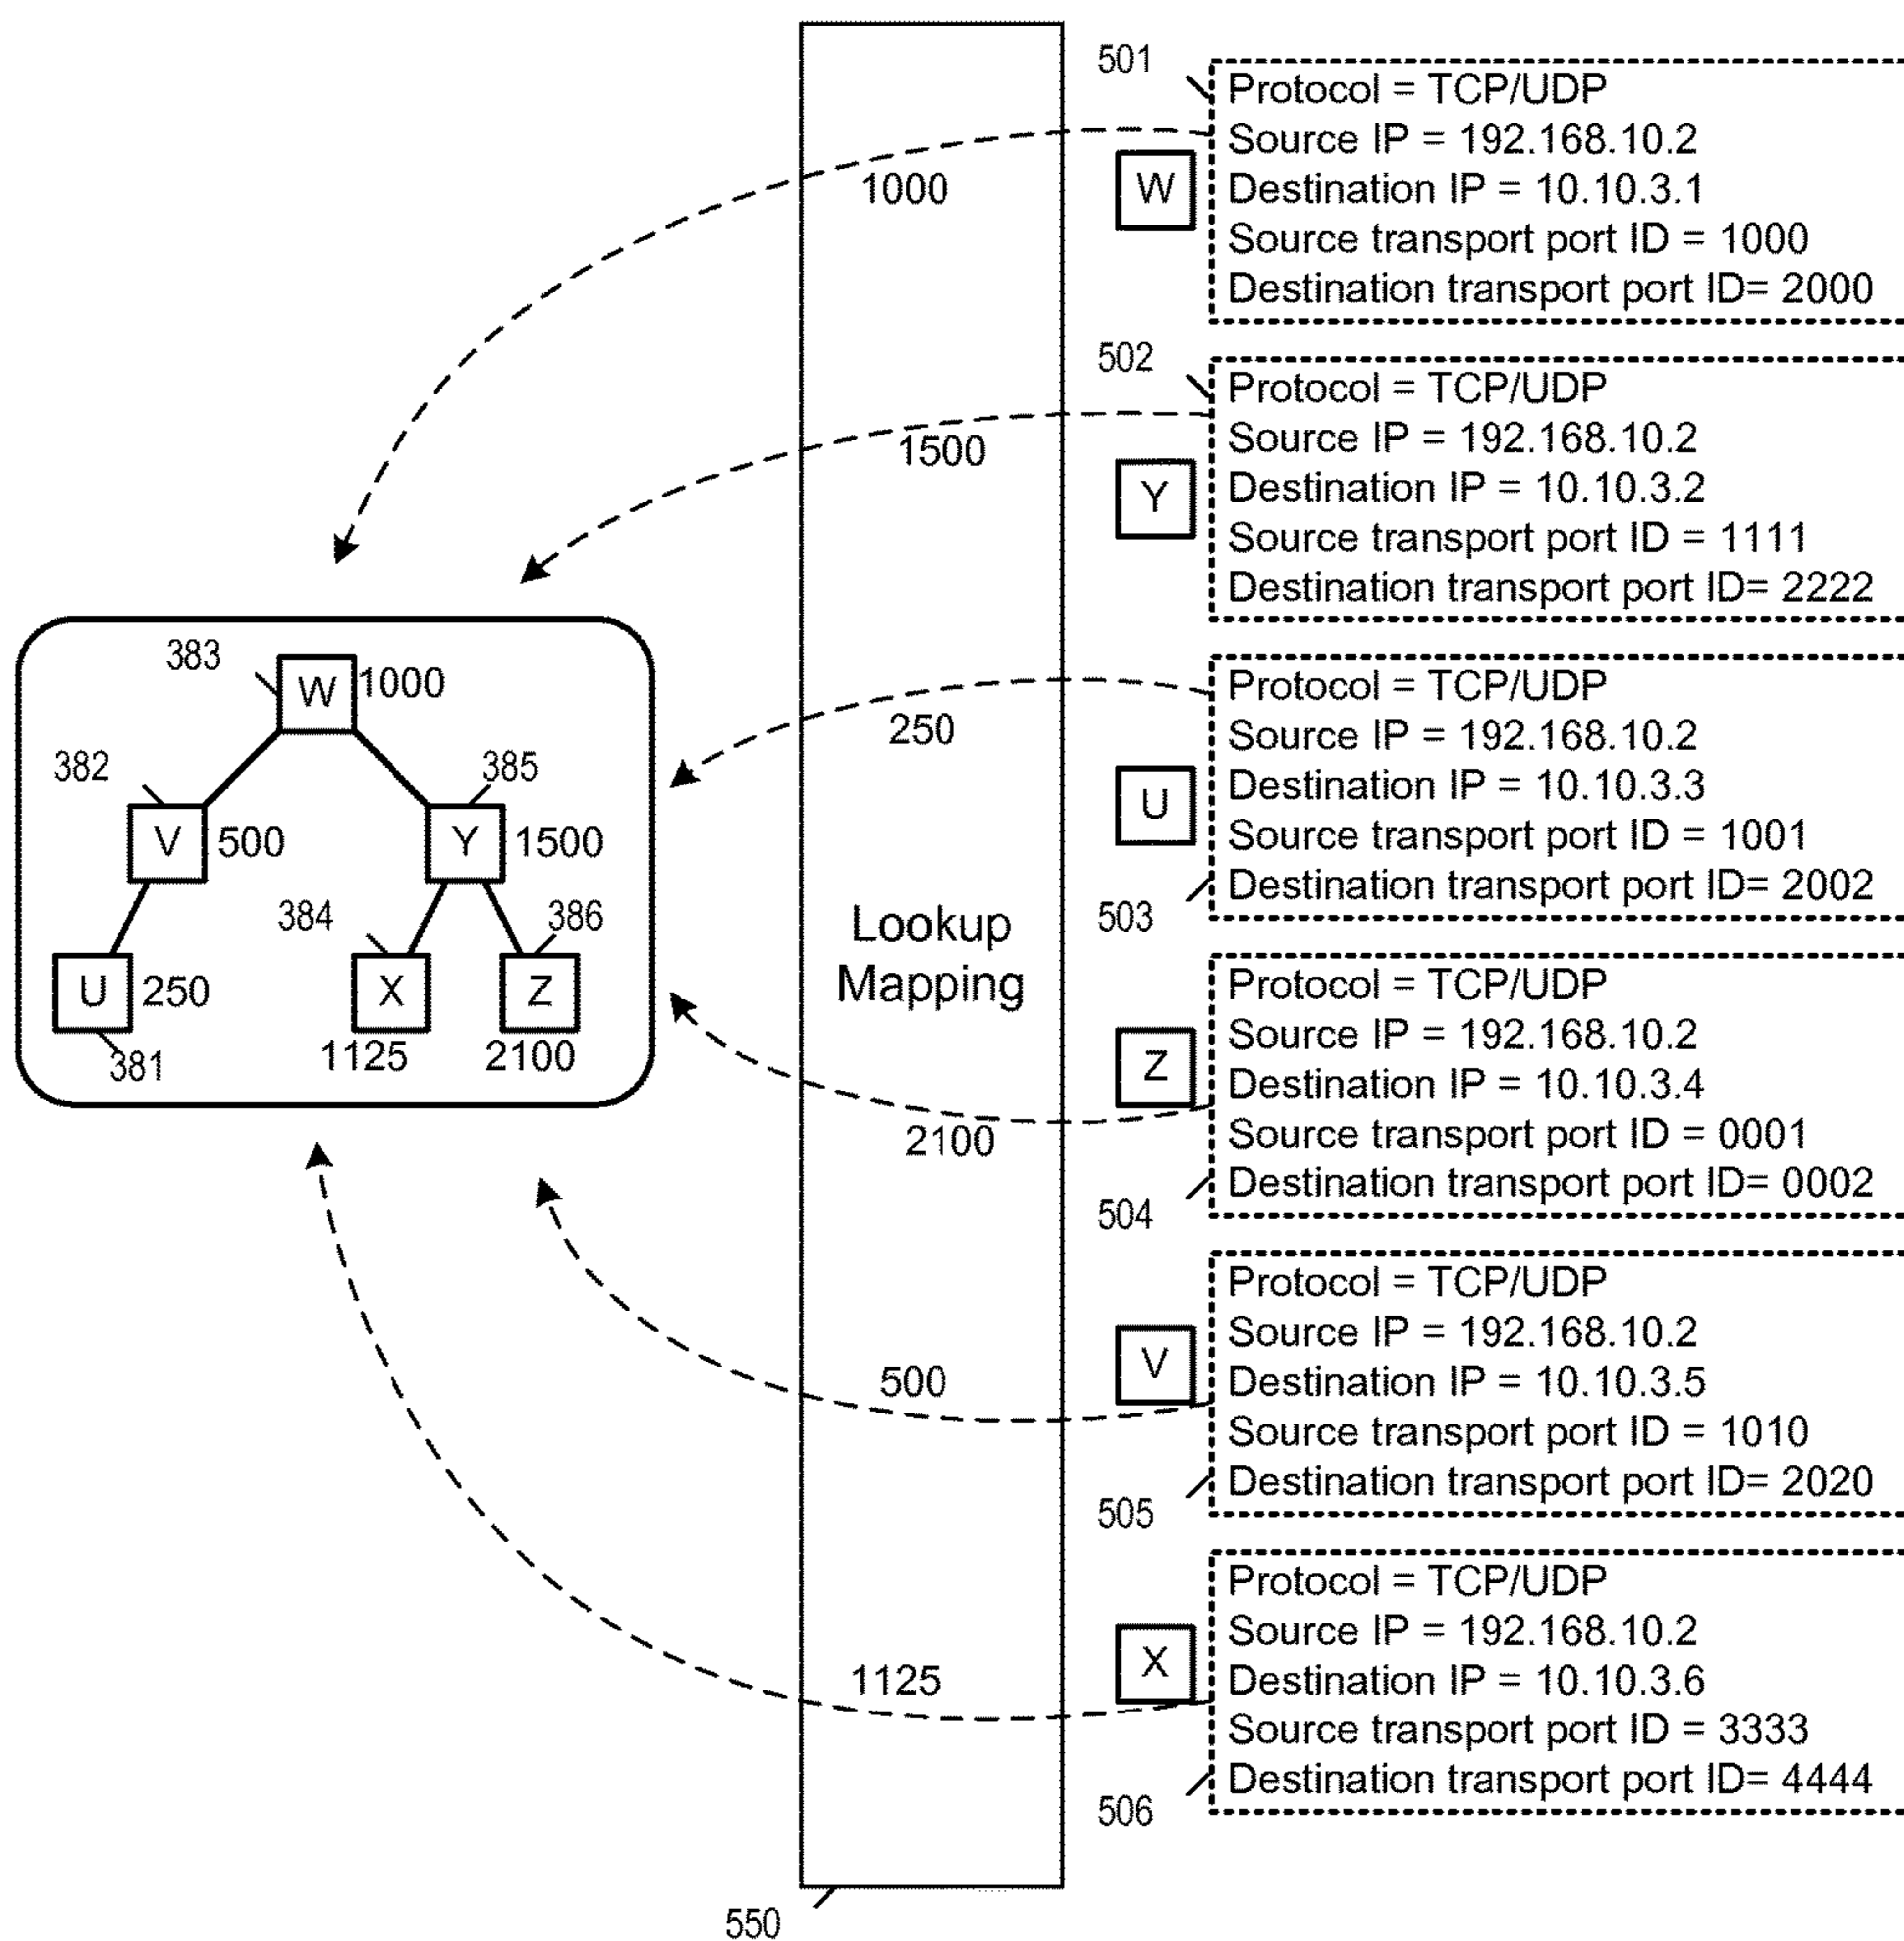 383
W 1000
382
385
V 500
Y 1500
384
386
U 250
X
Z
1125
2100
381
1000
1500
250
Lookup
Mapping
2100
500
1125
550
501
W
Protocol = TCP/UDP
Source IP = 192.168.10.2
Destination IP = 10.10.3.1
Source transport port ID = 1000
Destination transport port ID= 2000
502
Y
Protocol = TCP/UDP
Source IP = 192.168.10.2
Destination IP = 10.10.3.2
Source transport port ID = 1111
Destination transport port ID= 2222
U
Protocol = TCP/UDP
Source IP = 192.168.10.2
Destination IP = 10.10.3.3
Source transport port ID = 1001
Destination transport port ID= 2002
503
Z
Protocol = TCP/UDP
Source IP = 192.168.10.2
Destination IP = 10.10.3.4
Source transport port ID = 0001
Destination transport port ID= 0002
504
V
Protocol = TCP/UDP
Source IP = 192.168.10.2
Destination IP = 10.10.3.5
Source transport port ID = 1010
Destination transport port ID= 2020
505
X
Protocol = TCP/UDP
Source IP = 192.168.10.2
Destination IP = 10.10.3.6
Source transport port ID = 3333
Destination transport port ID= 4444
506